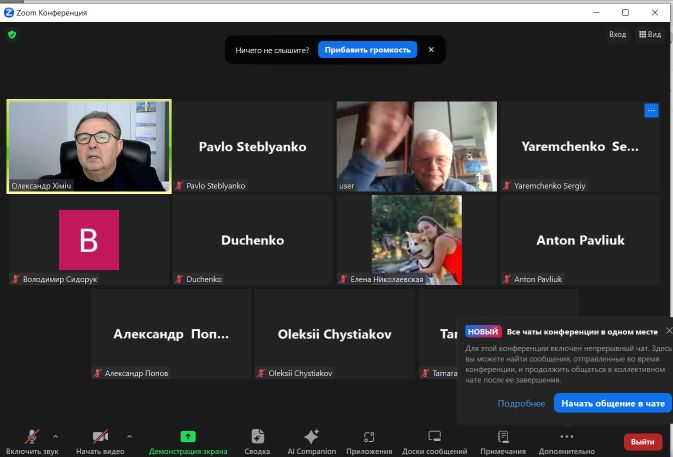 Zoom Конференция
Ничего не слышите?
Прибавить громкость
Вход
Вид
Олександр Хіміч
Pavlo Steblyanko
Pavlo Steblyanko
user
Yaremchenko Se...
Yaremchenko Sergiy
В
Володимир Сидорук
Duchenko
Duchenko
Елена Николаевская
Anton Pavliuk
Anton Pavliuk
Александр Поп...
Александр Попов
Oleksii Chystiakov
Oleksii Chystiakov
Tamara
НОВЫЙ
Все чаты конференции в одном месте
Для этой конференции включен непрерывный чат. Здесь
вы можете найти сообщения, отправленные во время
конференции, и продолжить общаться в коллективном
чате после ее завершения.
Подробнее
Начать общение в чате
Включить звук
Начать видео
Демонстрация экрана
Сводка
AI Companion
Приложения
Доски сообщений
Примечания
Дополнительно
Выйти